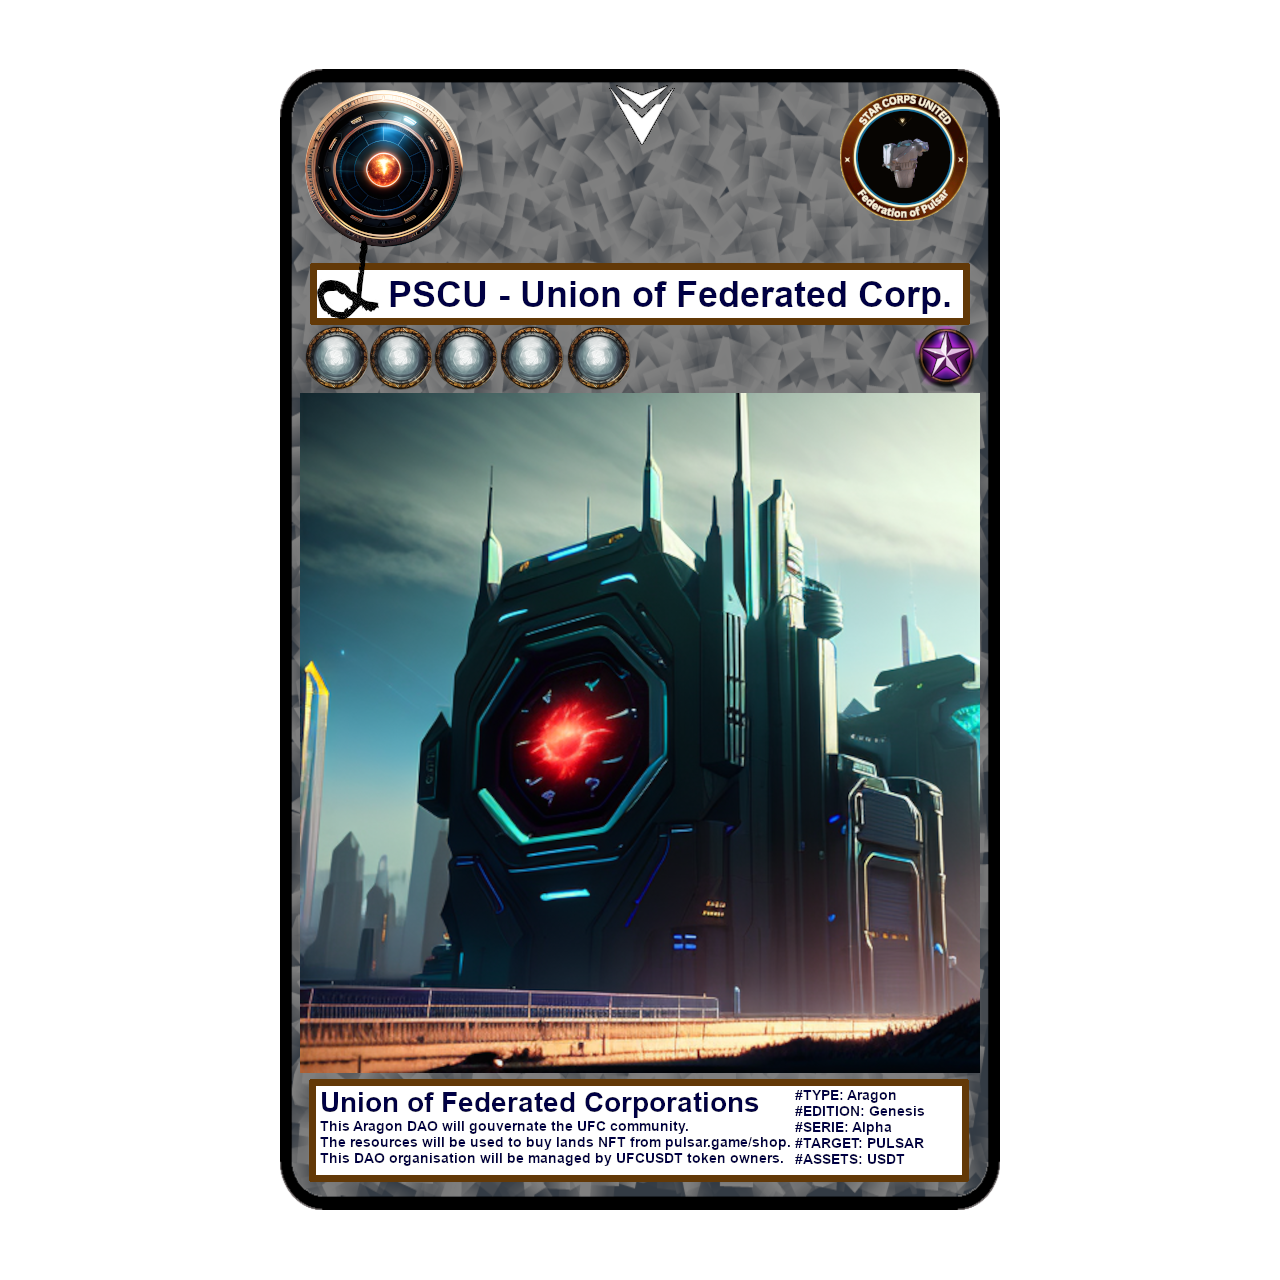 STAR CORPS UNITED
Federation of Pulsar
PSCU - Union of Federated Corp.
Union of Federated Corporations
This Aragon DAO will gouvernate the UFC community.
The resources will be used to buy lands NFT from pulsar.game/shop.
This DAO organisation will be managed by UFCUSDT token owners.
#TYPE: Aragon
#EDITION: Genesis
#SERIE: Alpha
#TARGET: PULSAR
#ASSETS: USDT